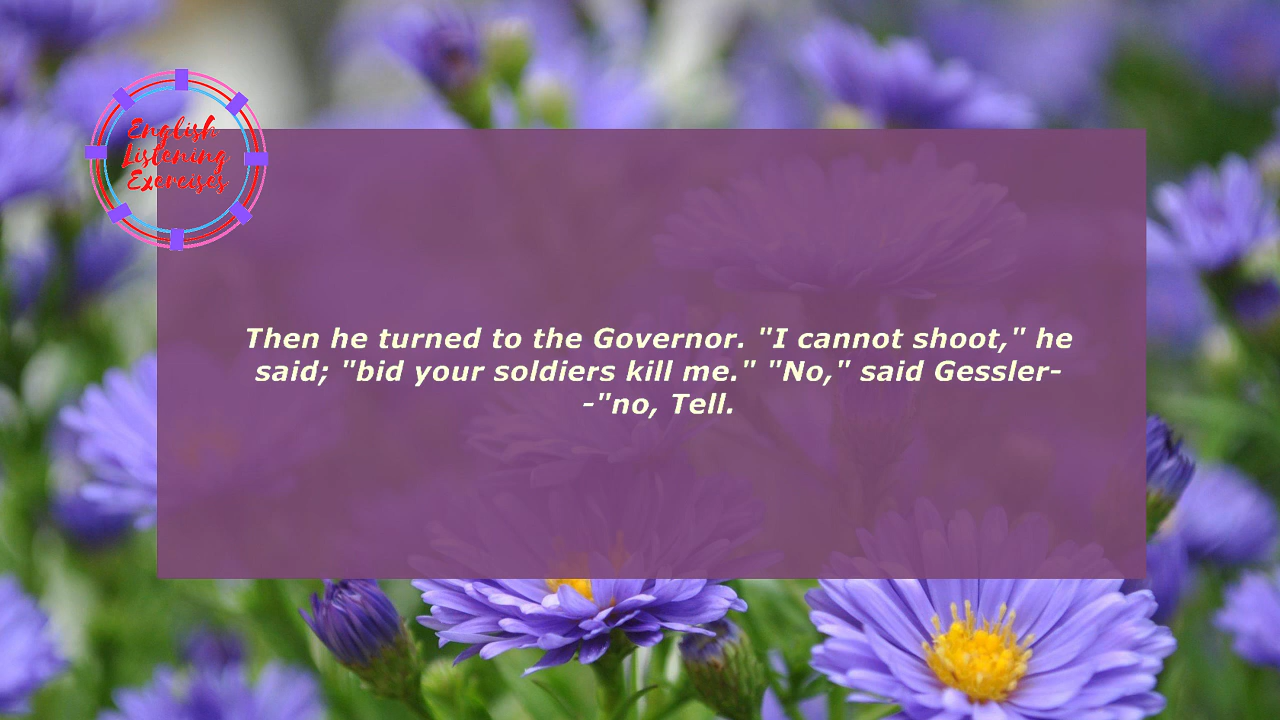 English
Listening
Exercises
Then he turned to the Governor. "I cannot shoot," he
said; "bid your soldiers kill me." "No," said Gessler-
-"no, Tell.